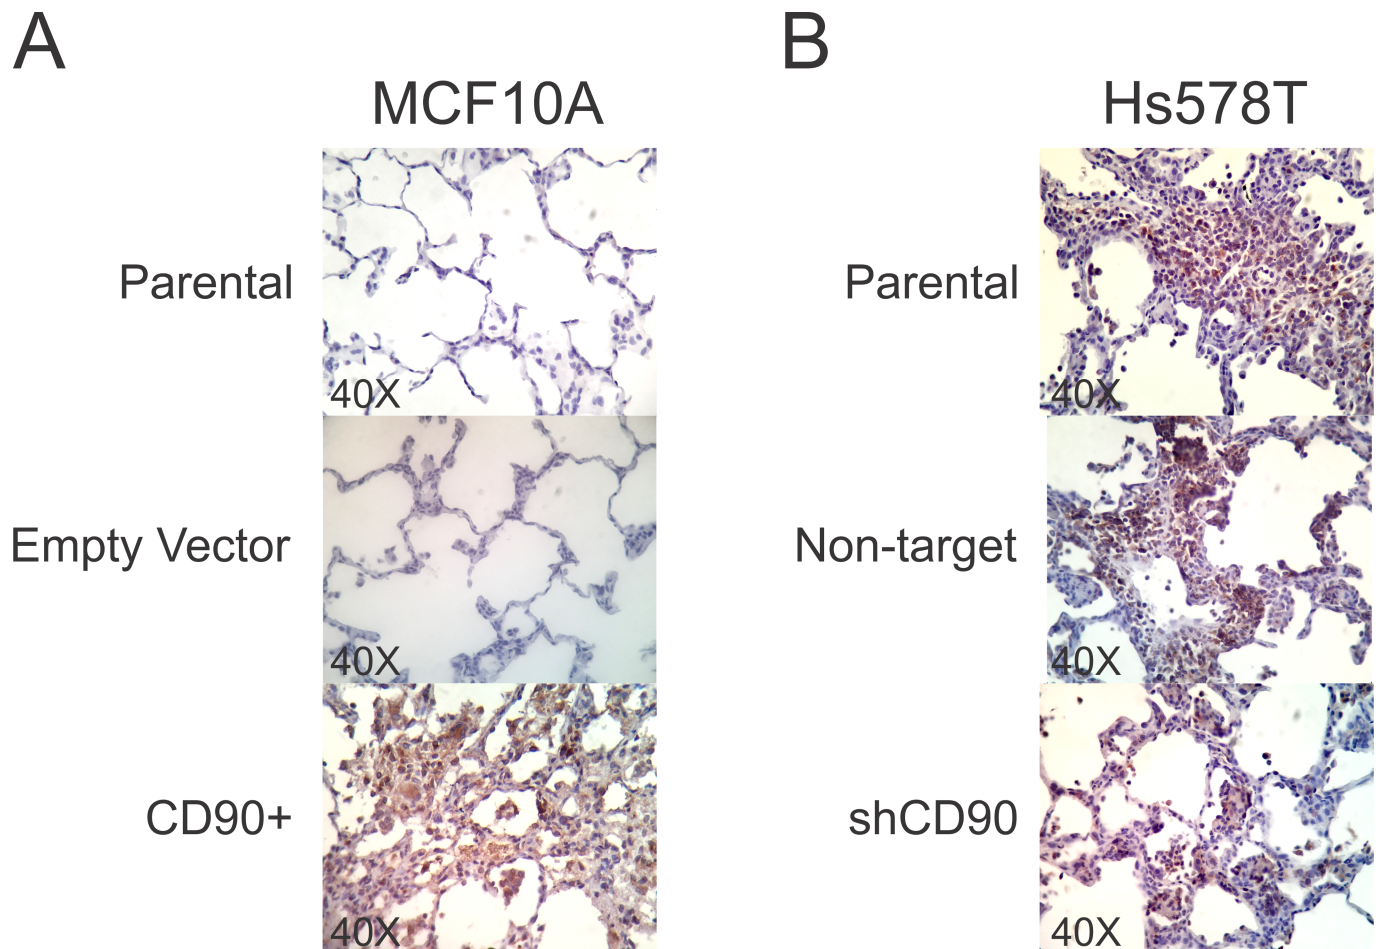 A
MCF10A
Parental
40X
Empty Vector
40X
CD90+
40X
B
Hs578T
Parental
40X
Non-target
40X
shCD90
40X